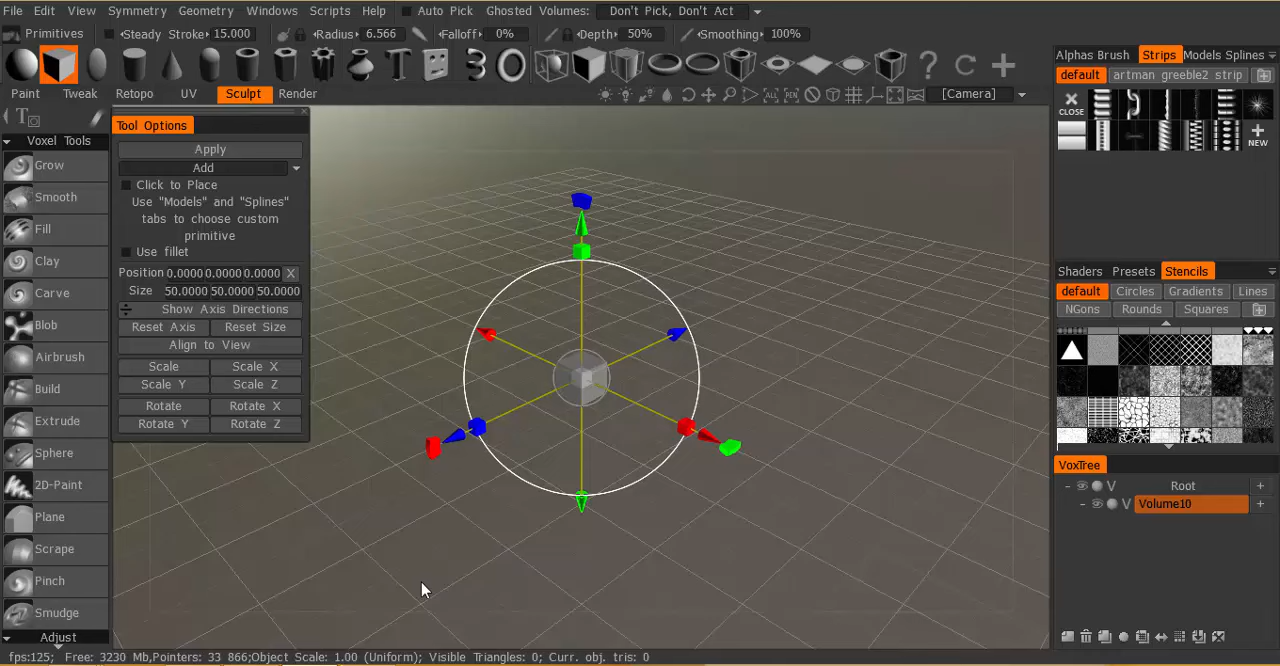 File Edit View Symmetry Geometry Windows Scripts Help Auto Pick Ghosted Volumes: Don't Pick, Don't Act
Primitives Steady Stroke 15.000 Radius 6.566 Falloff 0% Depth 50% Smoothing 100%
Paint Tweak Retopo UV Sculpt Render [Camera]
Tool Options
Apply
Add
Click to Place
Use "Models" and "Splines"
tabs to choose custom
primitive
Use fillet
Position 0.0000 0.0000 0.0000 X
Size 50.0000 50.0000 50.0000
Show Axis Directions
Reset Axis Reset Size
Align to View
Scale Scale X
Scale Y Scale Z
Rotate Rotate X
Rotate Y Rotate Z
Voxel Tools
Grow
Smooth
Fill
Clay
Carve
Blob
Airbrush
Build
Extrude
Sphere
2D-Paint
Plane
Scrape
Pinch
Smudge
Adjust
Alphas Brush Strips Models Splines
default artman greeble2 strip
CLOSE
NEW
Shaders Presets Stencils
default Circles Gradients Lines
NGons Rounds Squares
VoxTree
V Root +
V Volume10 +
ALL PEN
fps:125; Free: 3230 Mb,Pointers: 33 866;Object Scale: 1.00 (Uniform); Visible Triangles: 0; Curr. obj. tris: 0